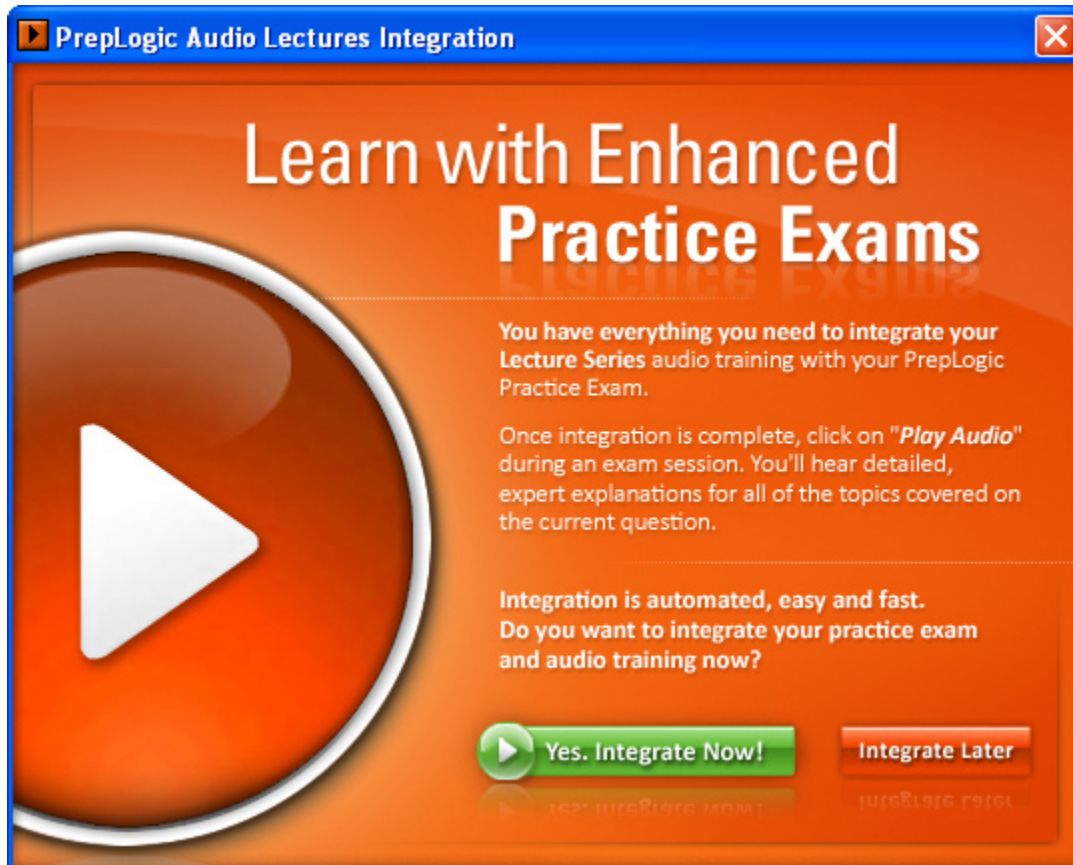 PrepLogic Audio Lectures Integration
Learn with Enhanced
Practice Exams
You have everything you need to integrate your
Lecture Series audio training with your PrepLogic
Practice Exam.
Once integration is complete, click on "Play Audio"
during an exam session. You'll hear detailed,
expert explanations for all of the topics covered on
the current question.
Integration is automated, easy and fast.
Do you want to integrate your practice exam
and audio training now?
Yes. Integrate Now!
Integrate Later